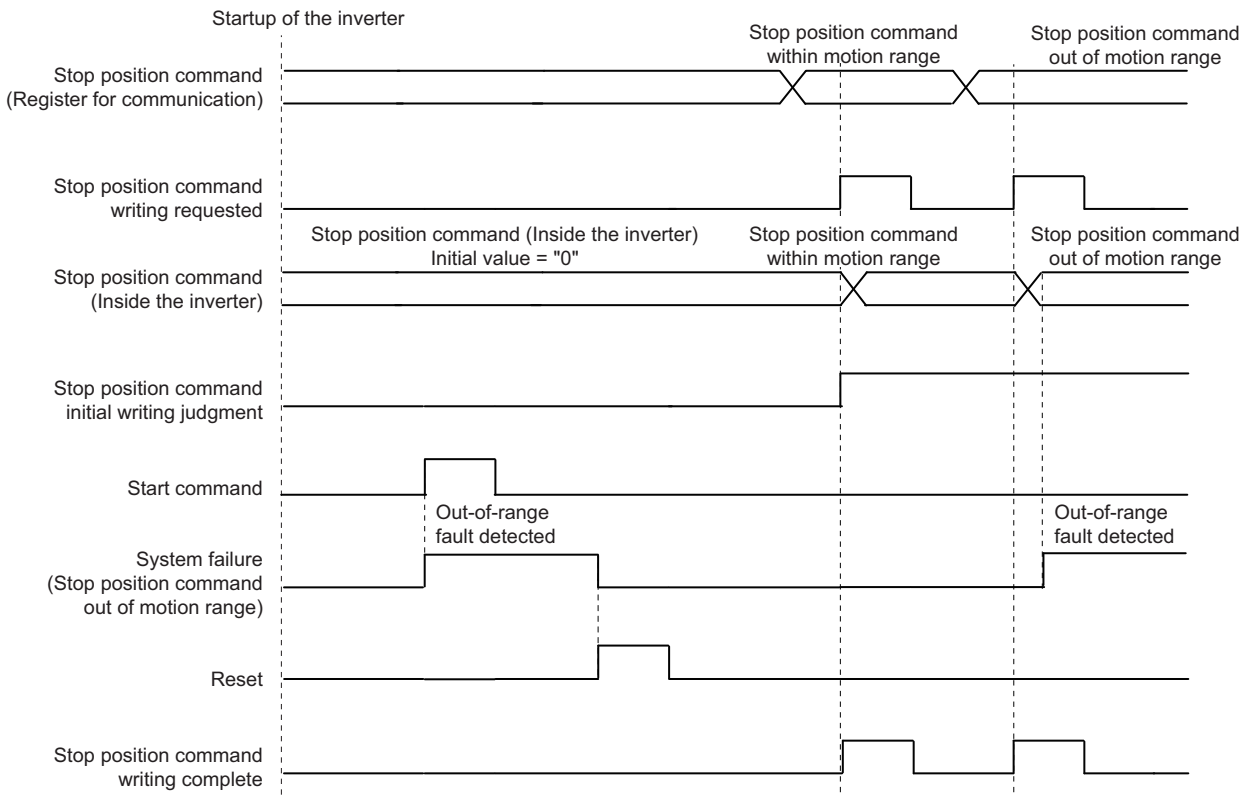 Startup of the inverter
Stop position command
within motion range
Stop position command
out of motion range
Stop position command
(Register for communication)
Stop position command
writing requested
Stop position command (Inside the inverter)
Initial value = "0"
Stop position command
within motion range
Stop position command
out of motion range
Stop position command
(Inside the inverter)
Stop position command
initial writing judgment
Start command
Out-of-range
fault detected
Out-of-range
fault detected
System failure
(Stop position command
out of motion range)
Reset
Stop position command
writing complete